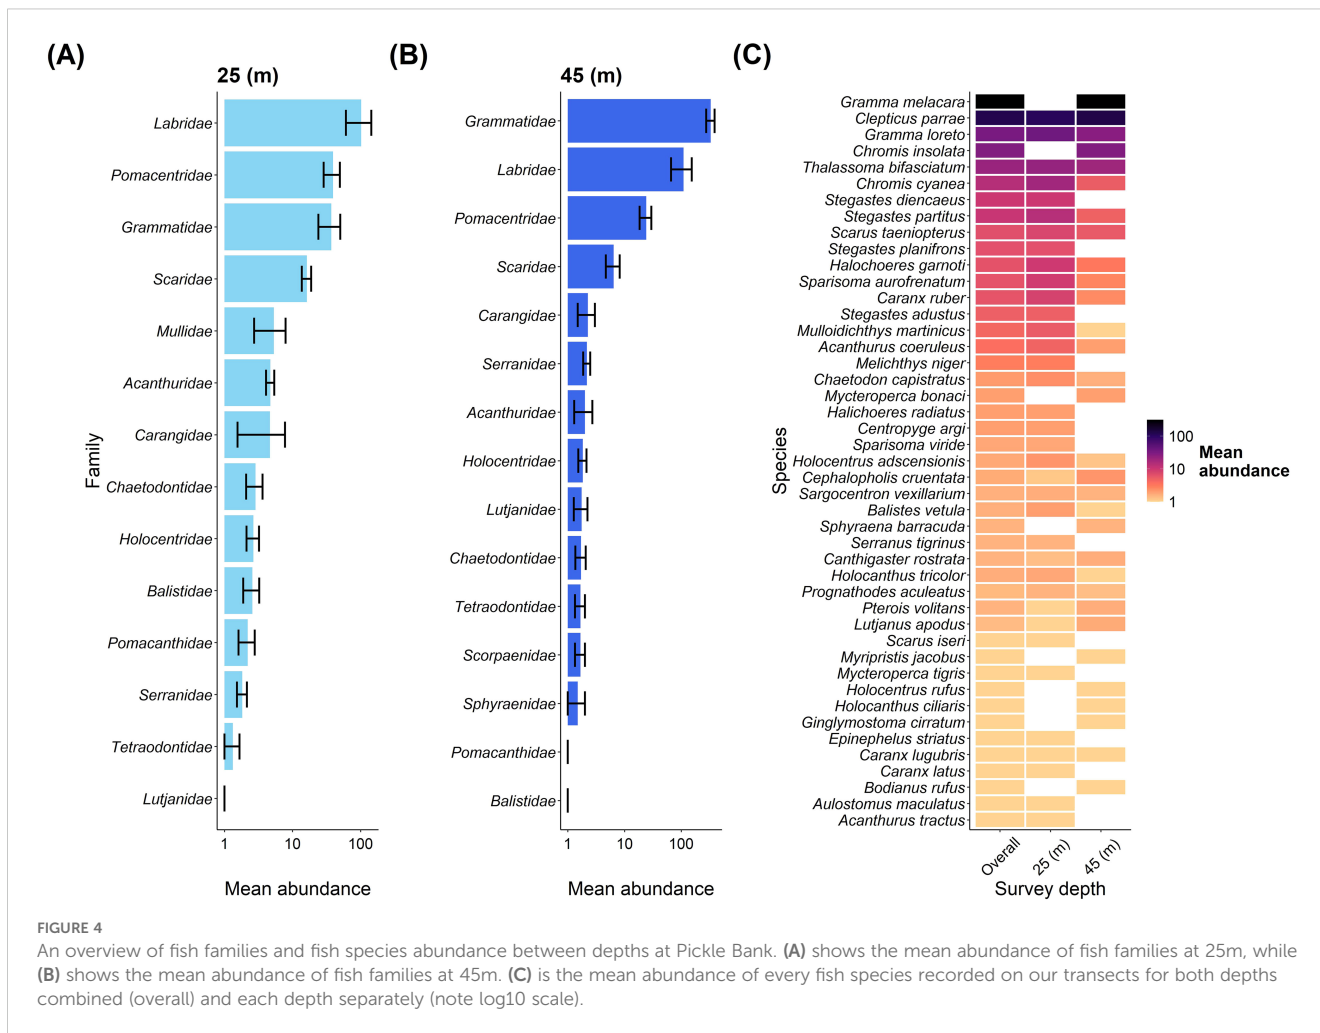 (A)
25 (m)
Labridae
Pomacentridae
Grammatidae
Scaridae
Mullidae
Acanthuridae
Carangidae
Chaetodontidae
Holocentridae
Balistidae
Pomacanthidae
Serranidae
Tetraodontidae
Lutjanidae
Family
1 10 100
Mean abundance
(B)
45 (m)
Grammatidae
Labridae
Pomacentridae
Scaridae
Carangidae
Serranidae
Acanthuridae
Holocentridae
Lutjanidae
Chaetodontidae
Tetraodontidae
Scorpaenidae
Sphyraenidae
Pomacanthidae
Balistidae
1 10 100
Mean abundance
(C)
Gramma melacara
Clepticus parrae
Gramma loreto
Chromis insolata
Thalassoma bifasciatum
Chromis cyanea
Stegastes diencaeus
Stegastes partitus
Scarus taeniopterus
Stegastes planifrons
Halochoeres garnoti
Sparisoma aurofrenatum
Caranx ruber
Stegastes adustus
Mulloidichthys martinicus
Acanthurus coeruleus
Melichthys niger
Chaetodon capistratus
Mycteroperca bonaci
Halichoeres radiatus
Centropyge argi
Sparisoma viride
Holocentrus adscensionis
Cephalopholis cruentata
Sargocentron vexillarium
Balistes vetula
Sphyraena barracuda
Serranus tigrinus
Canthigaster rostrata
Holocanthus tricolor
Prognathodes aculeatus
Pterois volitans
Lutjanus apodus
Scarus iseri
Myripristis jacobus
Mycteroperca tigris
Holocentrus rufus
Holocanthus ciliaris
Ginglymostoma cirratum
Epinephelus striatus
Caranx lugubris
Caranx latus
Bodianus rufus
Aulostomus maculatus
Acanthurus tractus
Species
Overall 25 (m) 45 (m)
Survey depth
100
10
1
Mean
abundance
FIGURE 4
An overview of fish families and fish species abundance between depths at Pickle Bank. (A) shows the mean abundance of fish families at 25m, while
(B) shows the mean abundance of fish families at 45m. (C) is the mean abundance of every fish species recorded on our transects for both depths
combined (overall) and each depth separately (note log10 scale).